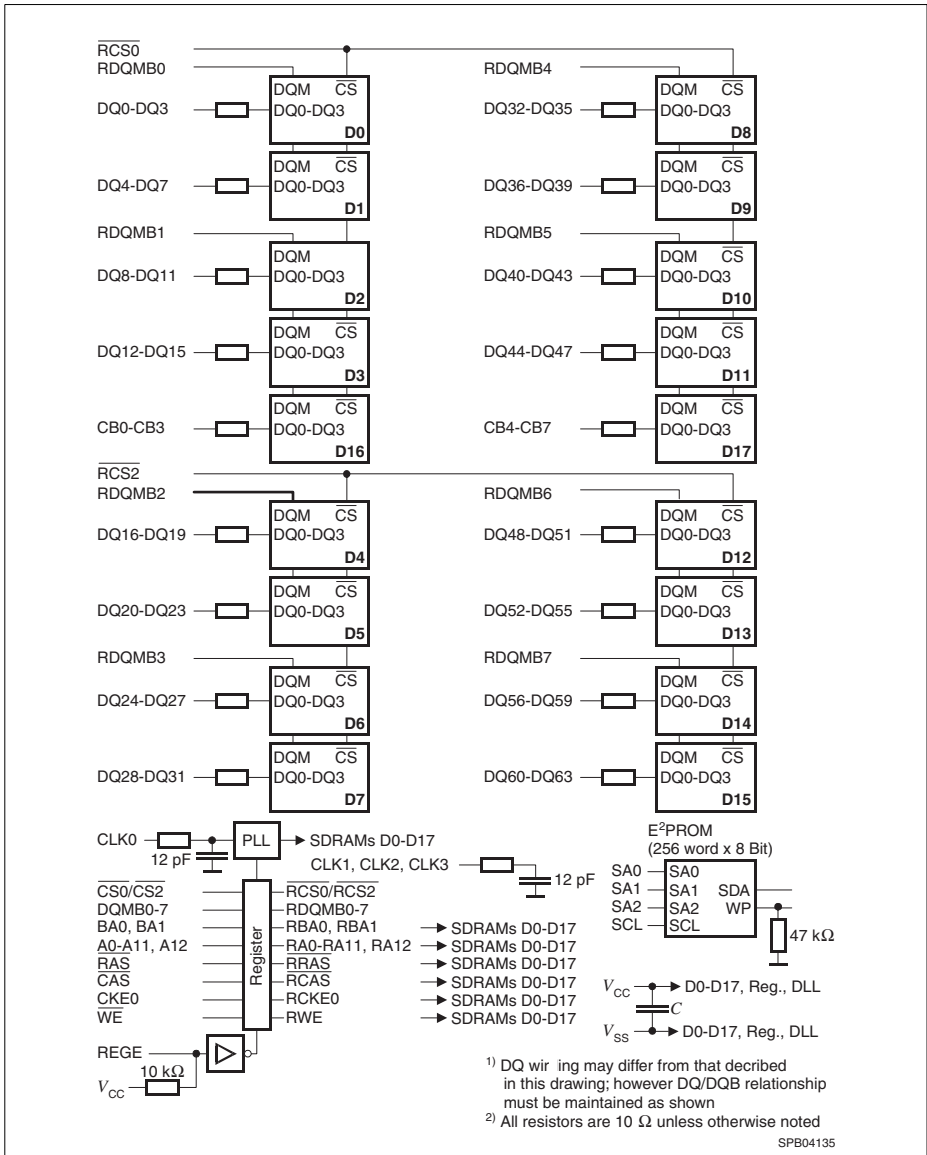 RCS0
RDQMB0
RDQMB4
DQM CS
DQ0-DQ3
D0
DQ0-DQ3
DQM CS
DQ0-DQ3
D8
DQ32-DQ35
DQM CS
DQ0-DQ3
D1
DQ4-DQ7
DQM CS
DQ0-DQ3
D9
DQ36-DQ39
RDQMB1
RDQMB5
DQM
DQ0-DQ3
D2
DQ8-DQ11
DQM CS
DQ0-DQ3
D10
DQ40-DQ43
DQM CS
DQ0-DQ3
D3
DQ12-DQ15
DQM CS
DQ0-DQ3
D11
DQ44-DQ47
DQM CS
DQ0-DQ3
D16
CB0-CB3
DQM CS
DQ0-DQ3
D17
CB4-CB7
RCS2
RDQMB2
RDQMB6
DQM CS
DQ0-DQ3
D4
DQ16-DQ19
DQM CS
DQ0-DQ3
D12
DQ48-DQ51
DQM CS
DQ0-DQ3
D5
DQ20-DQ23
DQM CS
DQ0-DQ3
D13
DQ52-DQ55
RDQMB3
RDQMB7
DQM CS
DQ0-DQ3
D6
DQ24-DQ27
DQM CS
DQ0-DQ3
D14
DQ56-DQ59
DQM CS
DQ0-DQ3
D7
DQ28-DQ31
DQM CS
DQ0-DQ3
D15
DQ60-DQ63
CLK0
12 pF
PLL
SDRAMs D0-D17
CLK1, CLK2, CLK3
12 pF
E²PROM
(256 word x 8 Bit)
SA0 SA0
SA1 SA1 SDA
SA2 SA2 WP
SCL SCL
47 kΩ
Register
CS0/CS2 RCS0/RCS2
DQMB0-7 RDQMB0-7
BA0, BA1 RBA0, RBA1 SDRAMs D0-D17
A0-A11, A12 RA0-RA11, RA12 SDRAMs D0-D17
RAS RRAS SDRAMs D0-D17
CAS RCAS SDRAMs D0-D17
CKE0 RCKE0 SDRAMs D0-D17
WE RWE SDRAMs D0-D17
VCC D0-D17, Reg., DLL
C
VSS D0-D17, Reg., DLL
REGE
10 kΩ
VCC
1) DQ wir ing may differ from that decribed
in this drawing; however DQ/DQB relationship
must be maintained as shown
2) All resistors are 10 Ω unless otherwise noted
SPB04135